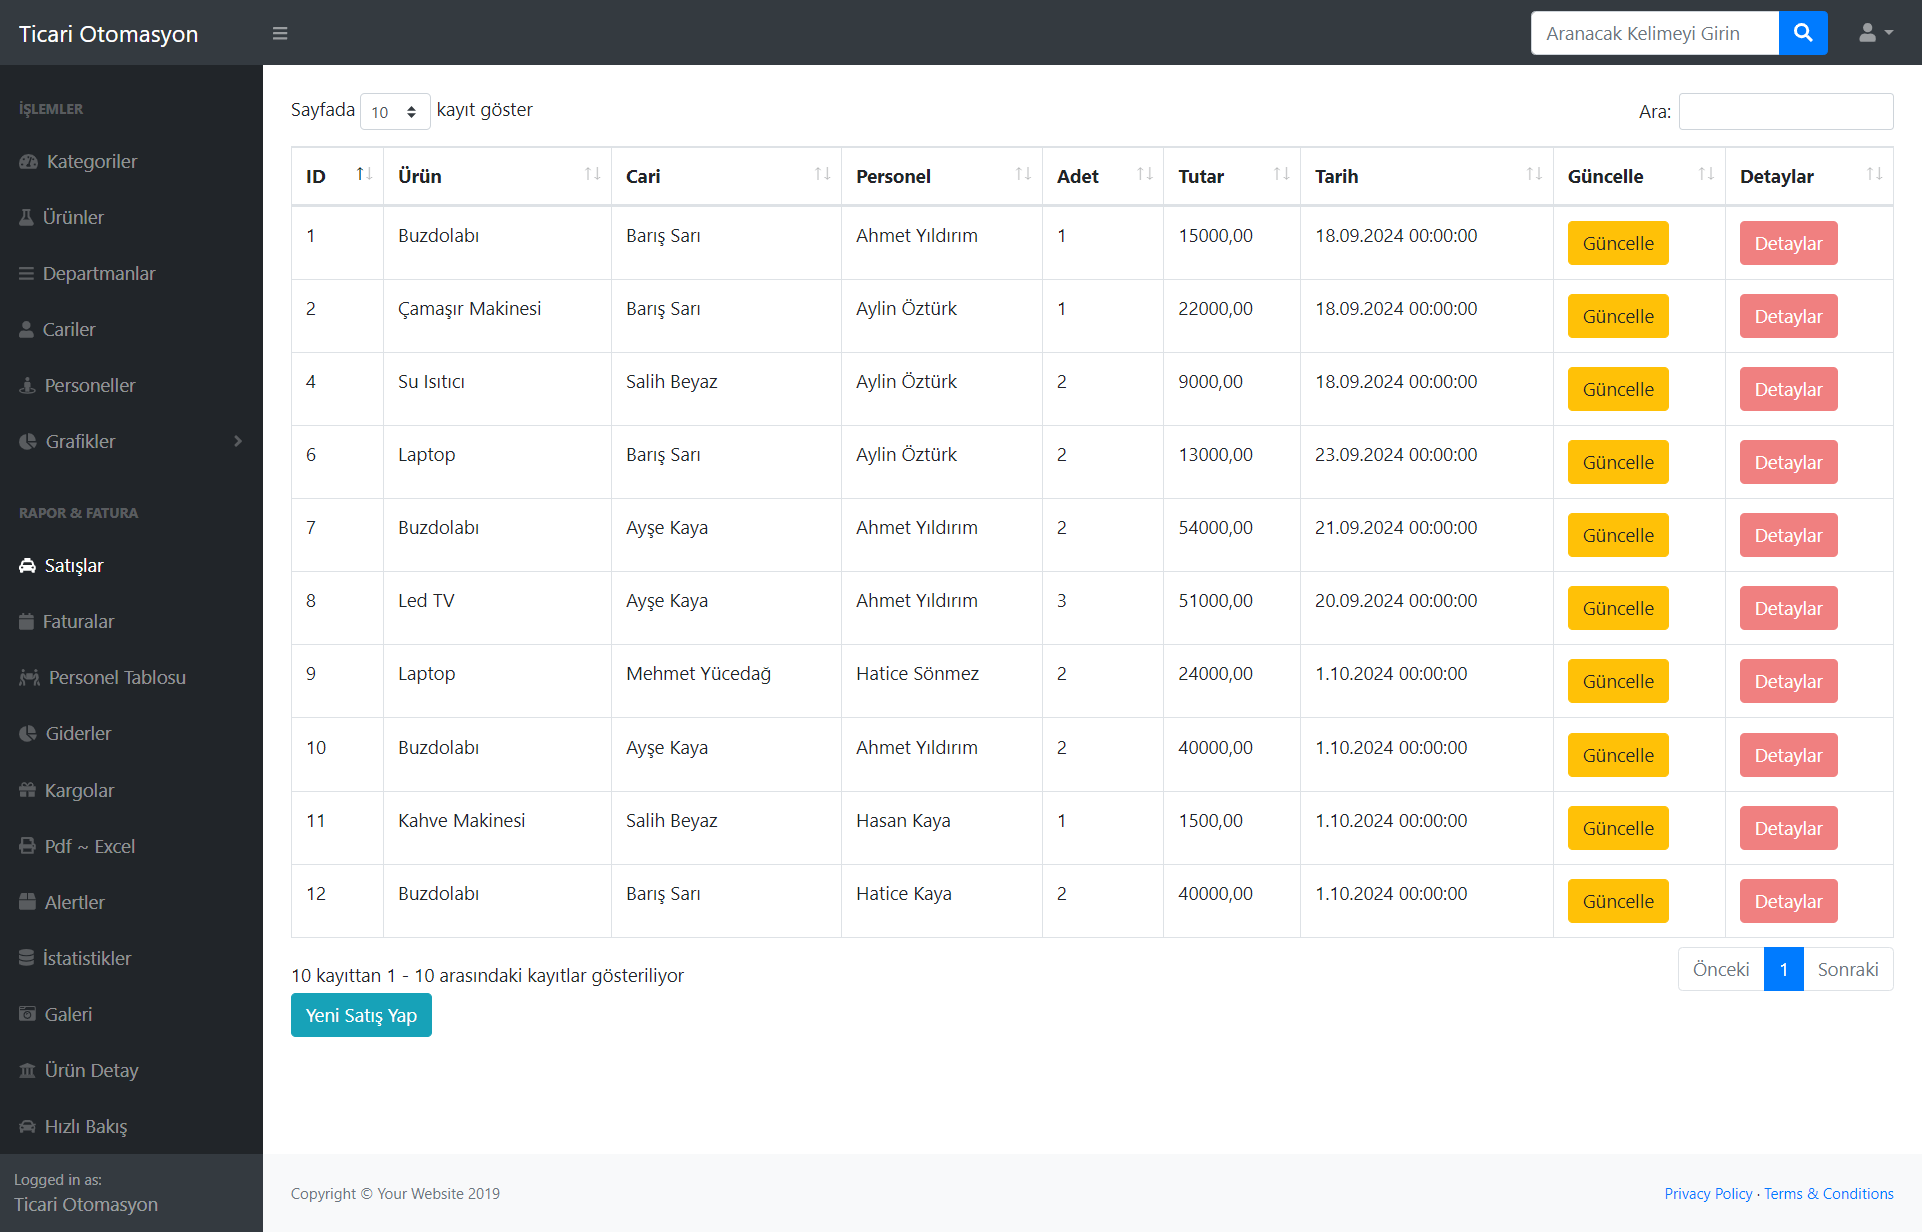 Ticari Otomasyon
Aranacak Kelimeyi Girin
İŞLEMLER
Kategoriler
Ürünler
Departmanlar
Cariler
Personeller
Grafikler
RAPOR & FATURA
Satışlar
Faturalar
Personel Tablosu
Giderler
Kargolar
Pdf ~ Excel
Alertler
İstatistikler
Galeri
Ürün Detay
Hızlı Bakış
Logged in as:
Ticari Otomasyon
Sayfada 10 kayıt göster
Ara:
ID Ürün Cari Personel Adet Tutar Tarih Güncelle Detaylar
1 Buzdolabı Barış Sarı Ahmet Yıldırım 1 15000,00 18.09.2024 00:00:00 Güncelle Detaylar
2 Çamaşır Makinesi Barış Sarı Aylin Öztürk 1 22000,00 18.09.2024 00:00:00 Güncelle Detaylar
4 Su Isıtıcı Salih Beyaz Aylin Öztürk 2 9000,00 18.09.2024 00:00:00 Güncelle Detaylar
6 Laptop Barış Sarı Aylin Öztürk 2 13000,00 23.09.2024 00:00:00 Güncelle Detaylar
7 Buzdolabı Ayşe Kaya Ahmet Yıldırım 2 54000,00 21.09.2024 00:00:00 Güncelle Detaylar
8 Led TV Ayşe Kaya Ahmet Yıldırım 3 51000,00 20.09.2024 00:00:00 Güncelle Detaylar
9 Laptop Mehmet Yücedağ Hatice Sönmez 2 24000,00 1.10.2024 00:00:00 Güncelle Detaylar
10 Buzdolabı Ayşe Kaya Ahmet Yıldırım 2 40000,00 1.10.2024 00:00:00 Güncelle Detaylar
11 Kahve Makinesi Salih Beyaz Hasan Kaya 1 1500,00 1.10.2024 00:00:00 Güncelle Detaylar
12 Buzdolabı Barış Sarı Hatice Kaya 2 40000,00 1.10.2024 00:00:00 Güncelle Detaylar
10 kayıttan 1 - 10 arasındaki kayıtlar gösteriliyor
Önceki 1 Sonraki
Yeni Satış Yap
Copyright © Your Website 2019
Privacy Policy · Terms & Conditions